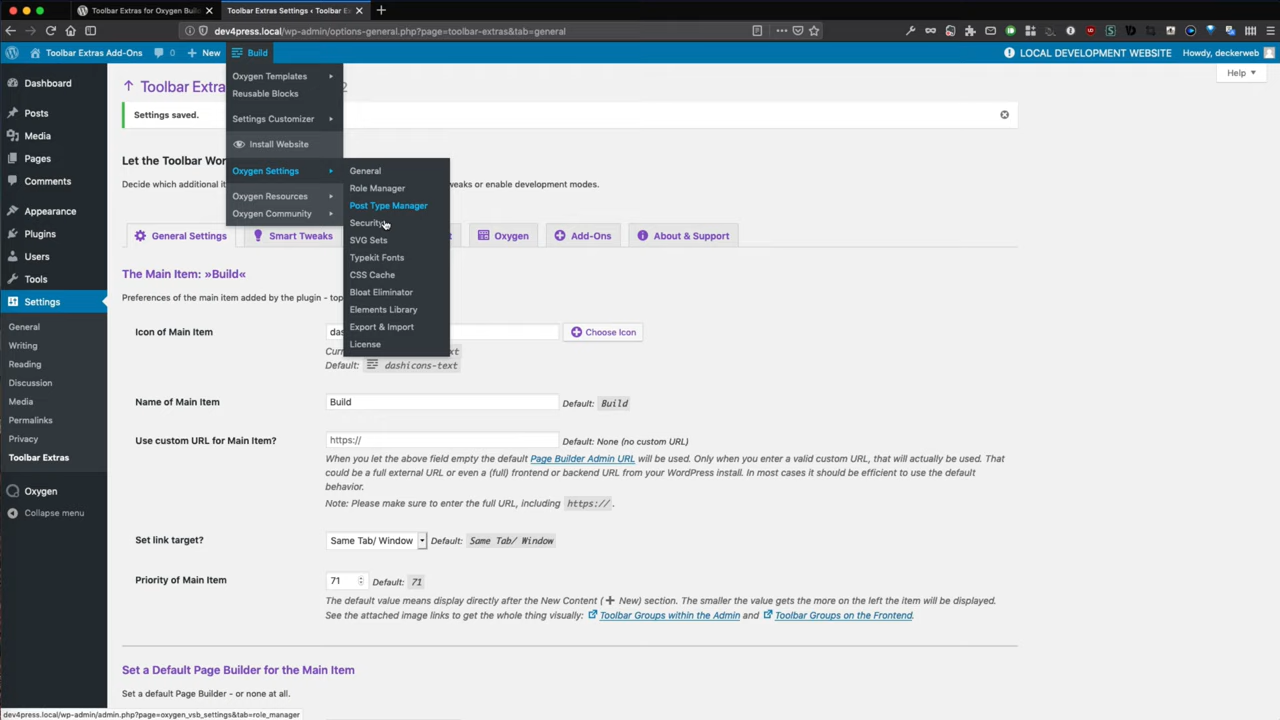 Toolbar Extras for Oxygen Buil
Toolbar Extras Settings ‹ Toolbar E
dev4press.local/wp-admin/options-general.php?page=toolbar-extras&tab=general
Toolbar Extras Add-Ons
0
New
Build
LOCAL DEVELOPMENT WEBSITE
Howdy, deckerweb
Dashboard
Posts
Media
Pages
Comments
Appearance
Plugins
Users
Tools
Settings
General
Writing
Reading
Discussion
Media
Permalinks
Privacy
Toolbar Extras
Oxygen
Collapse menu
Oxygen Templates
Reusable Blocks
Settings Customizer
Install Website
Oxygen Settings
Oxygen Resources
Oxygen Community
General
Role Manager
Post Type Manager
Security
SVG Sets
Typekit Fonts
CSS Cache
Bloat Eliminator
Elements Library
Export & Import
License
Help
Toolbar Extra
2
Settings saved.
Let the Toolbar Wor
Decide which additional it
eaks or enable development modes.
General Settings
Smart Tweaks
Oxygen
Add-Ons
About & Support
The Main Item: »Build«
Preferences of the main item added by the plugin - top
Icon of Main Item
das
Choose Icon
Curr
xt
Default: dashicons-text
Name of Main Item
Build
Default: Build
Use custom URL for Main Item?
https://
Default: None (no custom URL)
When you let the above field empty the default Page Builder Admin URL will be used. Only when you enter a valid custom URL, that will actually be used. That
could be a full external URL or even a (full) frontend or backend URL from your WordPress install. In most cases it should be efficient to use the default
behavior.
Note: Please make sure to enter the full URL, including https:// .
Set link target?
Same Tab/ Window
Default: Same Tab/ Window
Priority of Main Item
71
Default: 71
The default value means display directly after the New Content ( + New) section. The smaller the value gets the more on the left the item will be displayed.
See the attached image links to get the whole thing visually: Toolbar Groups within the Admin and Toolbar Groups on the Frontend.
Set a Default Page Builder for the Main Item
Set a default Page Builder - or none at all.
dev4press.local/wp-admin/admin.php?page=oxygen_vsb_settings&tab=role_manager